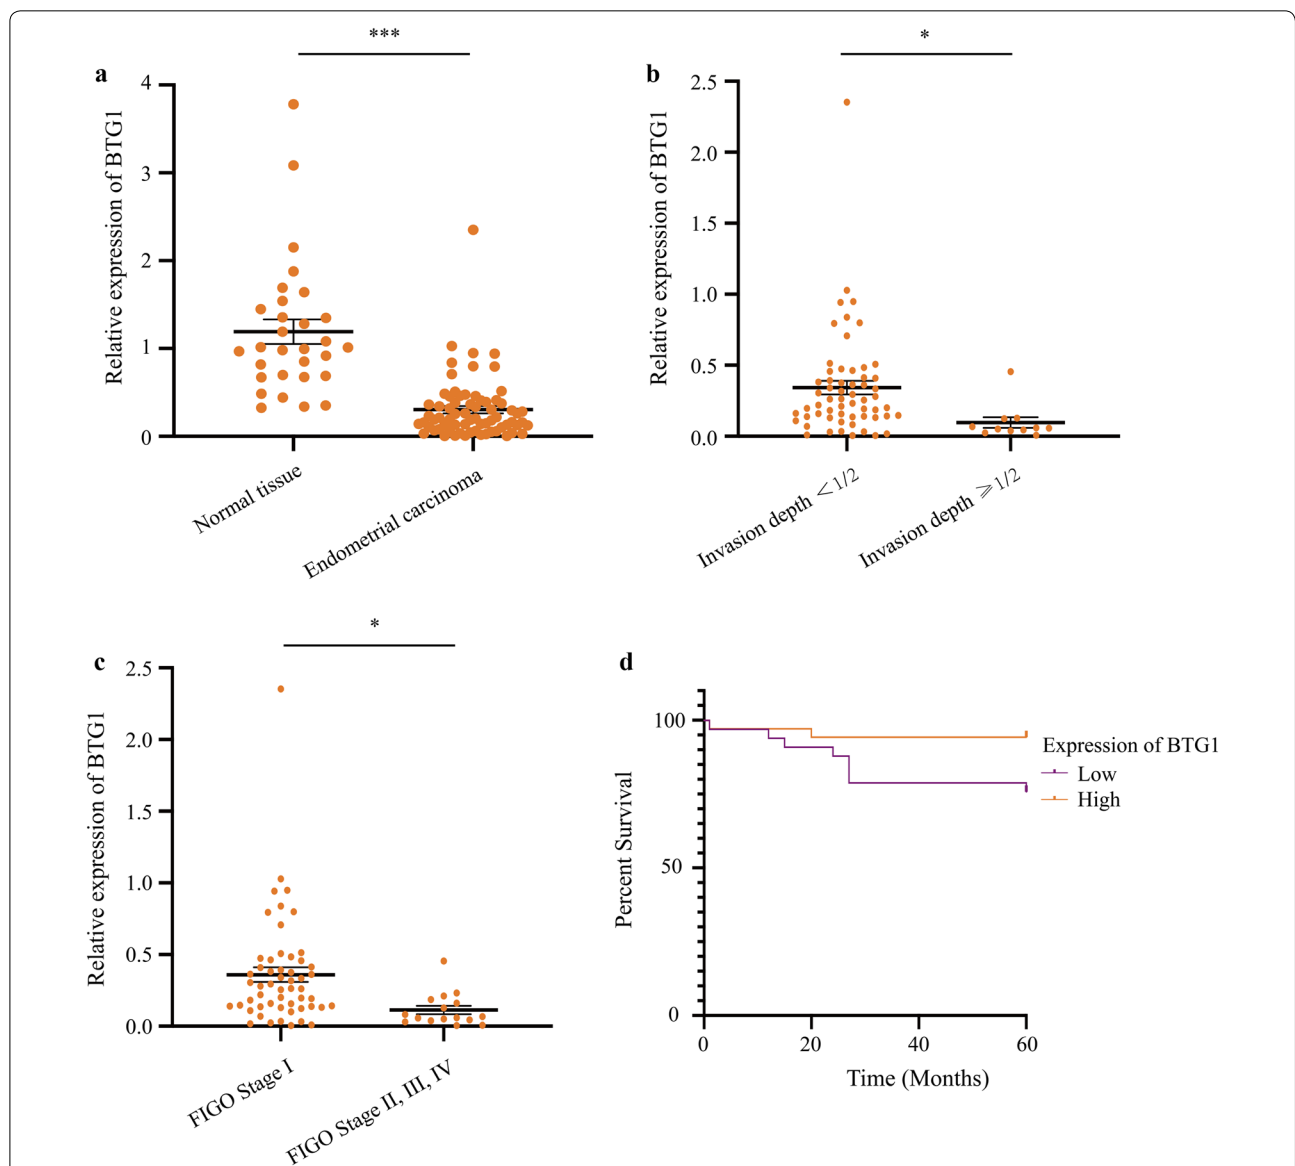 ***
a
4
3
2
1
0
Relative expression of BTG1
Normal tissue
Endometrial carcinoma
*
b
2.5
2.0
1.5
1.0
0.5
0.0
Relative expression of BTG1
Invasion depth <1/2
Invasion depth ⩾1/2
*
c
2.5
2.0
1.5
1.0
0.5
0.0
Relative expression of BTG1
FIGO Stage I
FIGO Stage II, III, IV
d
100
50
0
Percent Survival
0 20 40 60
Time (Months)
Expression of BTG1
Low
High